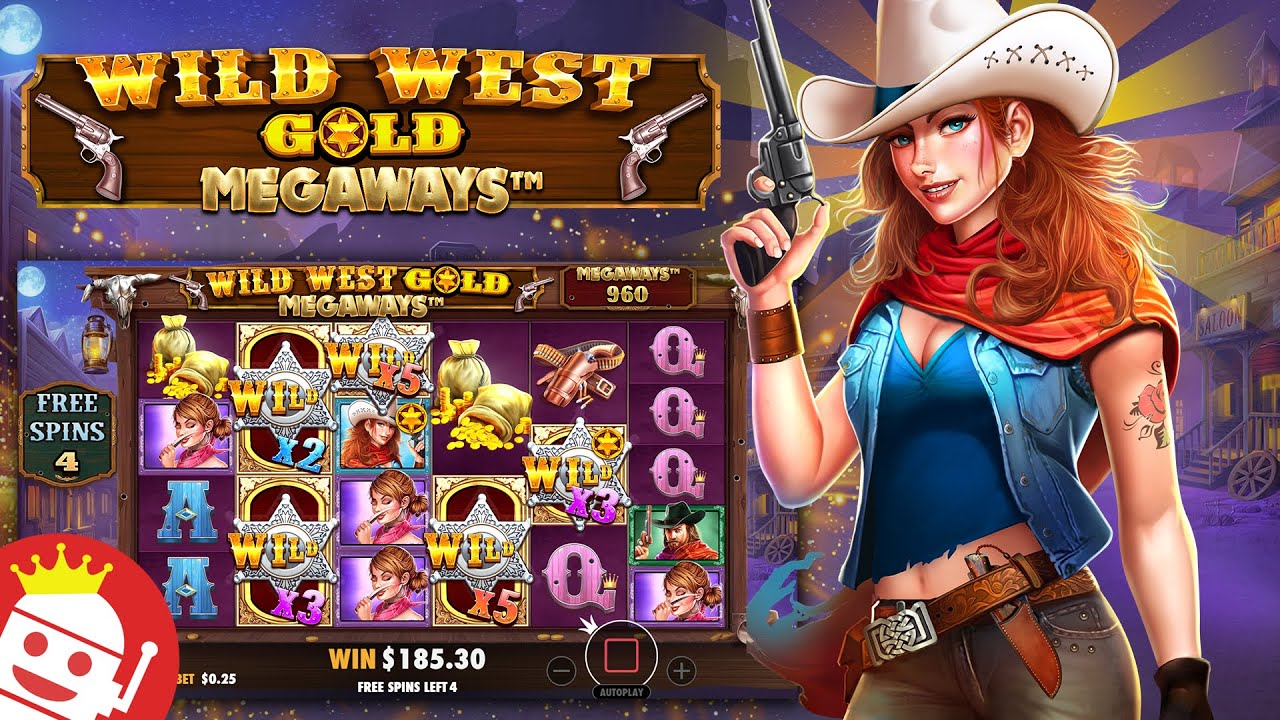 WILD WEST
GOLD
MEGAWAYS™
WILD WEST GOLD
MEGAWAYS™
MEGAWAYS™
960
FREE
SPINS
4
WILD
x2
WILD
x5
WILD
x3
WILD
x3
WILD
x5
A
A
Q
Q
Q
Q
WIN $185.30
FREE SPINS LEFT 4
BET $0.25
AUTOPLAY
SALOON